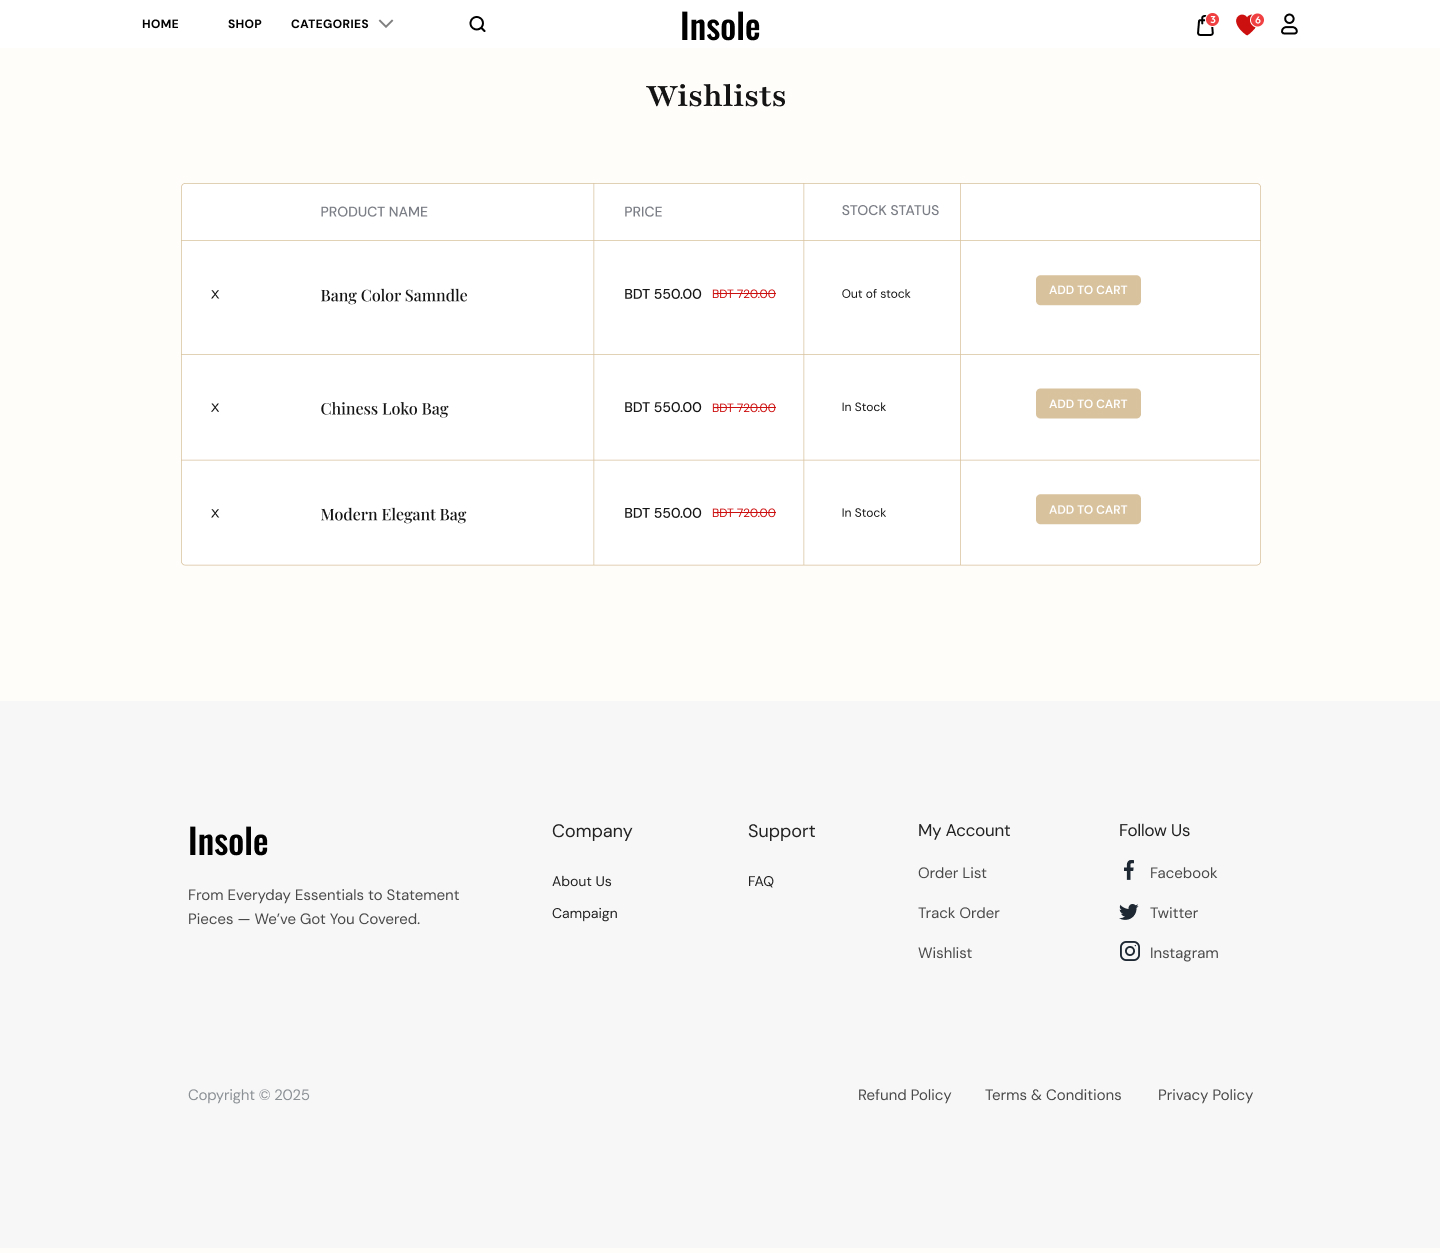 HOME SHOP CATEGORIES Insole 3 6
Wishlists
PRODUCT NAME PRICE STOCK STATUS
X Bang Color Samndle BDT 550.00 BDT 720.00 Out of stock ADD TO CART
X Chiness Loko Bag BDT 550.00 BDT 720.00 In Stock ADD TO CART
X Modern Elegant Bag BDT 550.00 BDT 720.00 In Stock ADD TO CART
Insole
From Everyday Essentials to Statement
Pieces — We’ve Got You Covered.
Company
About Us
Campaign
Support
FAQ
My Account
Order List
Track Order
Wishlist
Follow Us
Facebook
Twitter
Instagram
Copyright © 2025 Refund Policy Terms & Conditions Privacy Policy